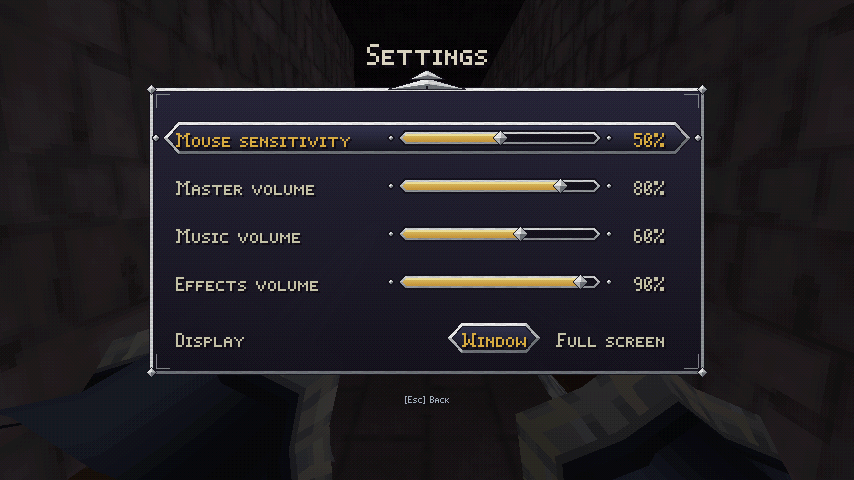 Settings
Mouse sensitivity 50%
Master volume 80%
Music volume 60%
Effects volume 90%
Display Window Full screen
[Esc] Back